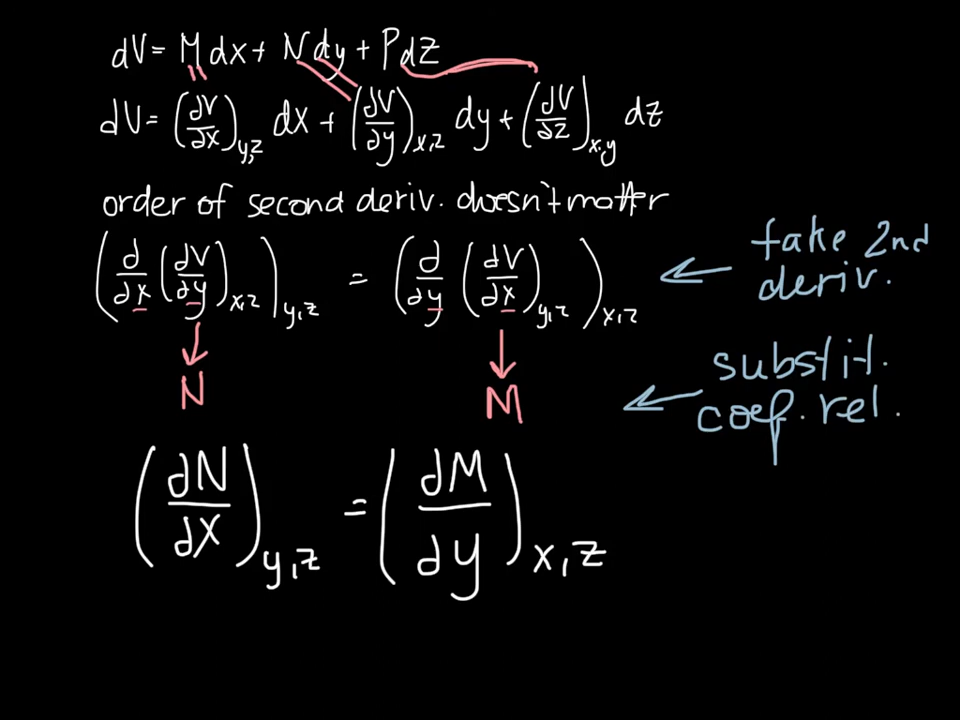 dV = M dx + N dy + P dz
dV = (∂V/∂x)y,z dx + (∂V/∂y)x,z dy + (∂V/∂z)x,y dz
order of second deriv. doesn't matter
(∂/∂x (∂V/∂y)x,z)y,z = (∂/∂y (∂V/∂x)y,z)x,z
take 2nd
deriv.
N M
substit.
coef. rel.
(∂N/∂x)y,z = (∂M/∂y)x,z